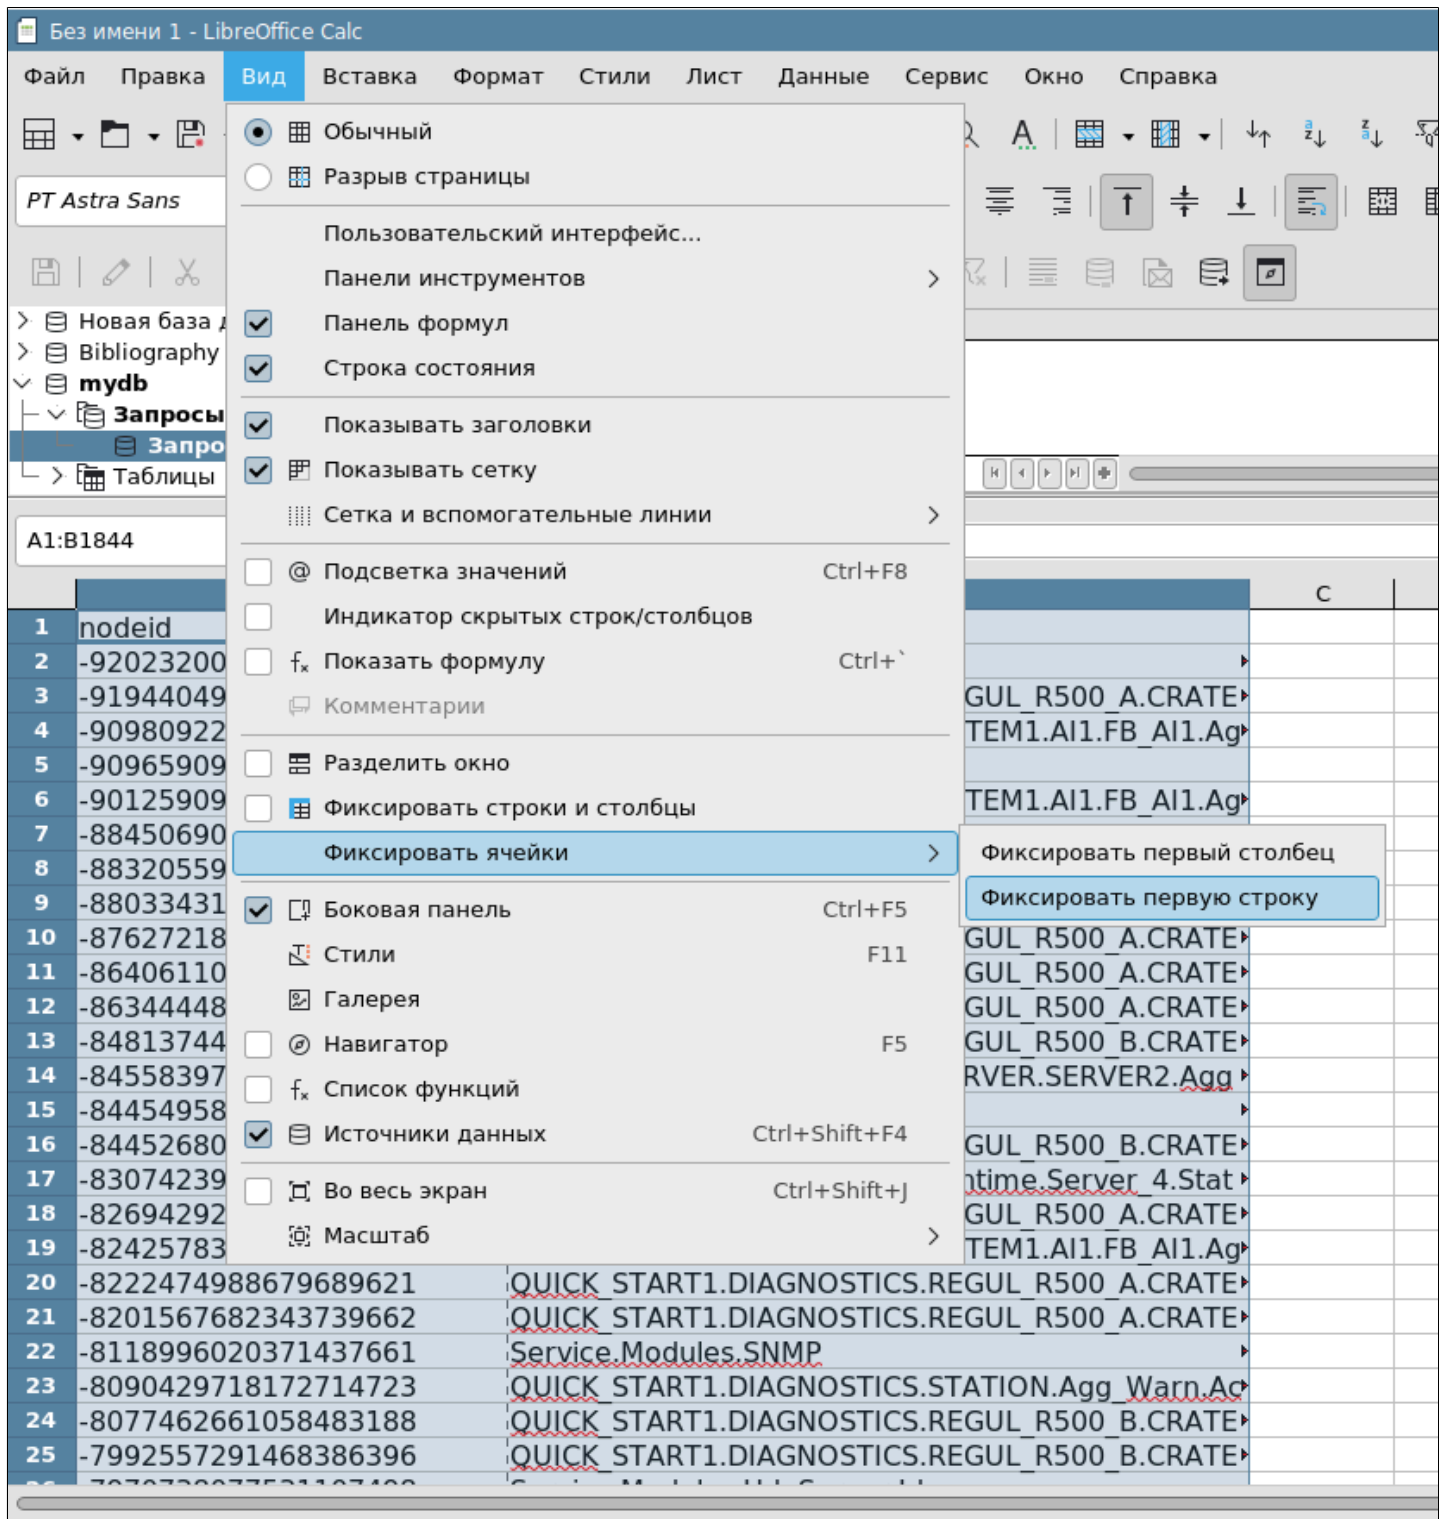 Без имени 1 - LibreOffice Calc
Файл Правка Вид Вставка Формат Стили Лист Данные Сервис Окно Справка
Обычный
Разрыв страницы
PT Astra Sans
Пользовательский интерфейс...
Панели инструментов
Новая база
Панель формул
Bibliography
Строка состояния
mydb
Запросы
Показывать заголовки
Запро
Показывать сетку
Таблицы
Сетка и вспомогательные линии
A1:B1844
Подсветка значений Ctrl+F8
C
Индикатор скрытых строк/столбцов
1 nodeid
Показать формулу Ctrl+`
2 -92023200
Комментарии
3 -91944049 GUL_R500_A.CRATE
4 -90980922 TEM1.AI1.FB_AI1.Ag
Разделить окно
5 -90965909
Фиксировать строки и столбцы
6 -90125909 TEM1.AI1.FB_AI1.Ag
7 -88450690
Фиксировать ячейки
Фиксировать первый столбец
8 -88320559
Фиксировать первую строку
9 -88033431
Боковая панель Ctrl+F5
10 -87627218 GUL_R500_A.CRATE
Стили F11
11 -86406110 GUL_R500_A.CRATE
Галерея
12 -86344448 GUL_R500_A.CRATE
13 -84813744 GUL_R500_B.CRATE
Навигатор F5
14 -84558397 RVER.SERVER2.Agg
Список функций
15 -84454958
Источники данных Ctrl+Shift+F4
16 -84452680 GUL_R500_B.CRATE
17 -83074239 ntime.Server_4.Stat
Во весь экран Ctrl+Shift+J
18 -82694292 GUL_R500_A.CRATE
Масштаб
19 -82425783 TEM1.AI1.FB_AI1.Ag
20 -8222474988679689621 QUICK_START1.DIAGNOSTICS.REGUL_R500_A.CRATE
21 -8201567682343739662 QUICK_START1.DIAGNOSTICS.REGUL_R500_A.CRATE
22 -8118996020371437661 Service.Modules.SNMP
23 -8090429718172714723 QUICK_START1.DIAGNOSTICS.STATION.Agg_Warn.Ac
24 -8077462661058483188 QUICK_START1.DIAGNOSTICS.REGUL_R500_B.CRATE
25 -7992557291468386396 QUICK_START1.DIAGNOSTICS.REGUL_R500_B.CRATE